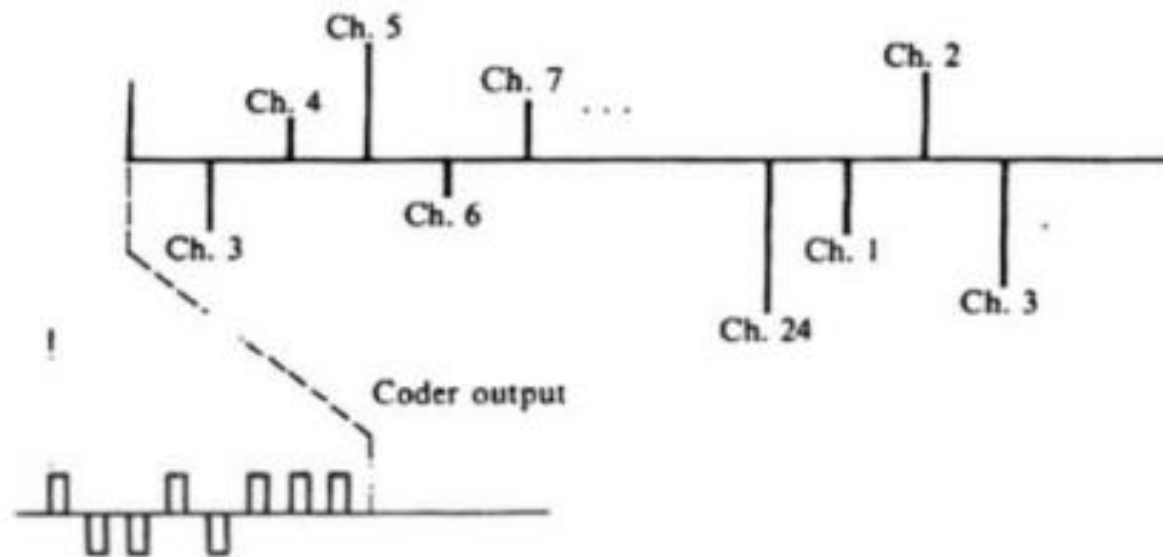 Ch. 5
Ch. 2
Ch. 7
. . .
Ch. 4
Ch. 6
Ch. 3
Ch. 1
Ch. 3
Ch. 24
Coder output